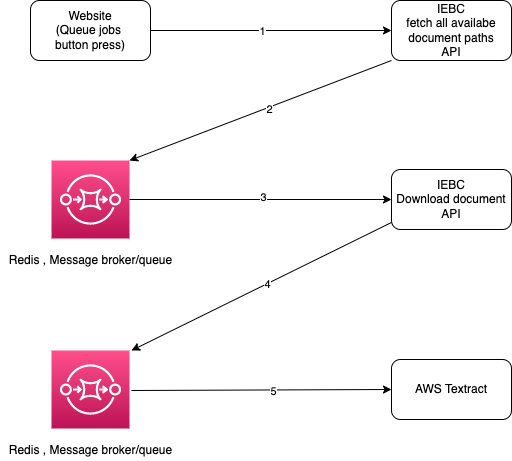 Website
(Queue jobs
button press)
1
IEBC
fetch all availabe
document paths
API
2
3
IEBC
Download document
API
Redis , Message broker/queue
4
5
AWS Textract
Redis , Message broker/queue